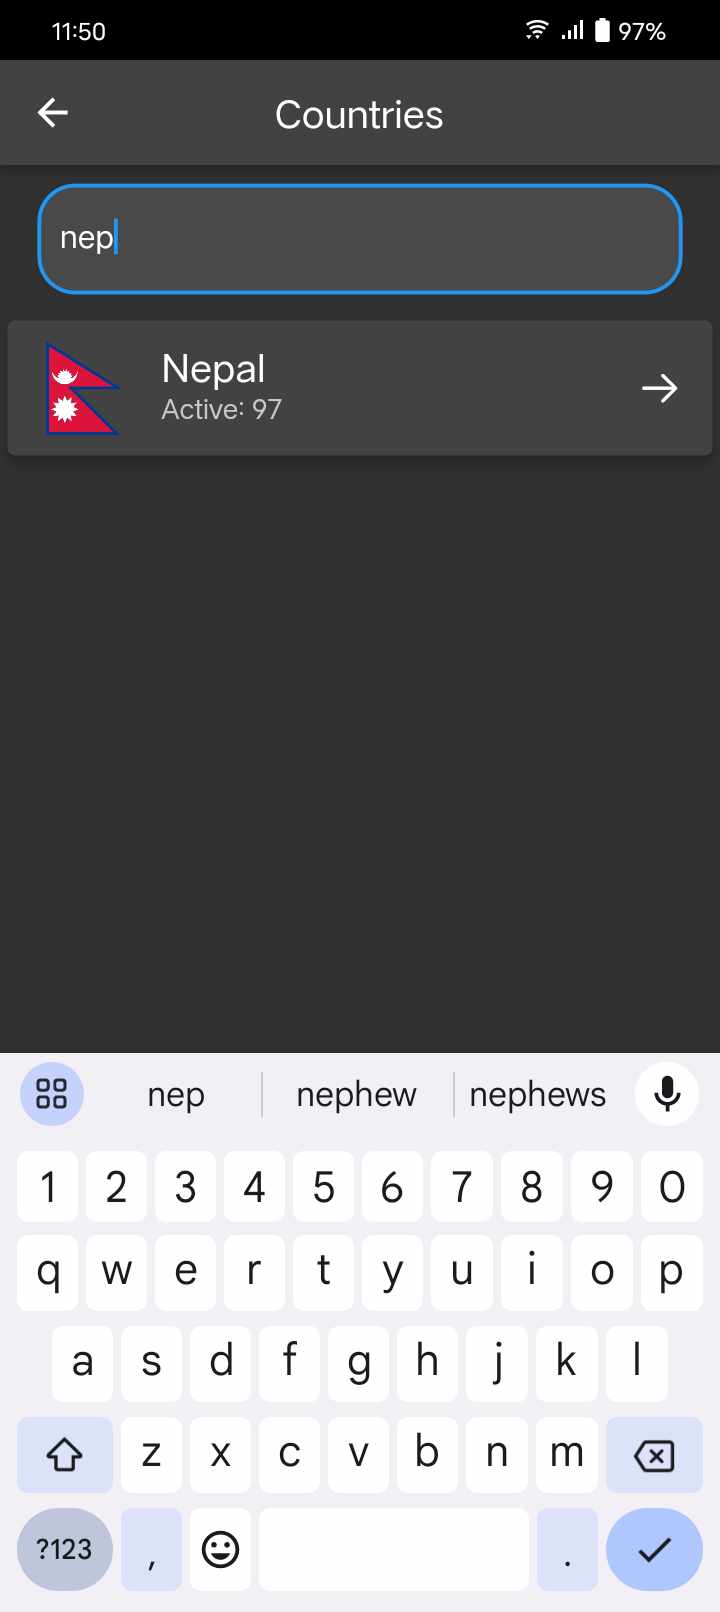 11:50 97%
Countries
nep
Nepal
Active: 97
nep nephew nephews
1 2 3 4 5 6 7 8 9 0
q w e r t y u i o p
a s d f g h j k l
z x c v b n m
?123 , .